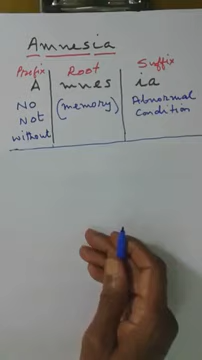 Amnesia
Prefix Root Suffix
A mnes ia
No (memory) Abnormal
Not Condition
without